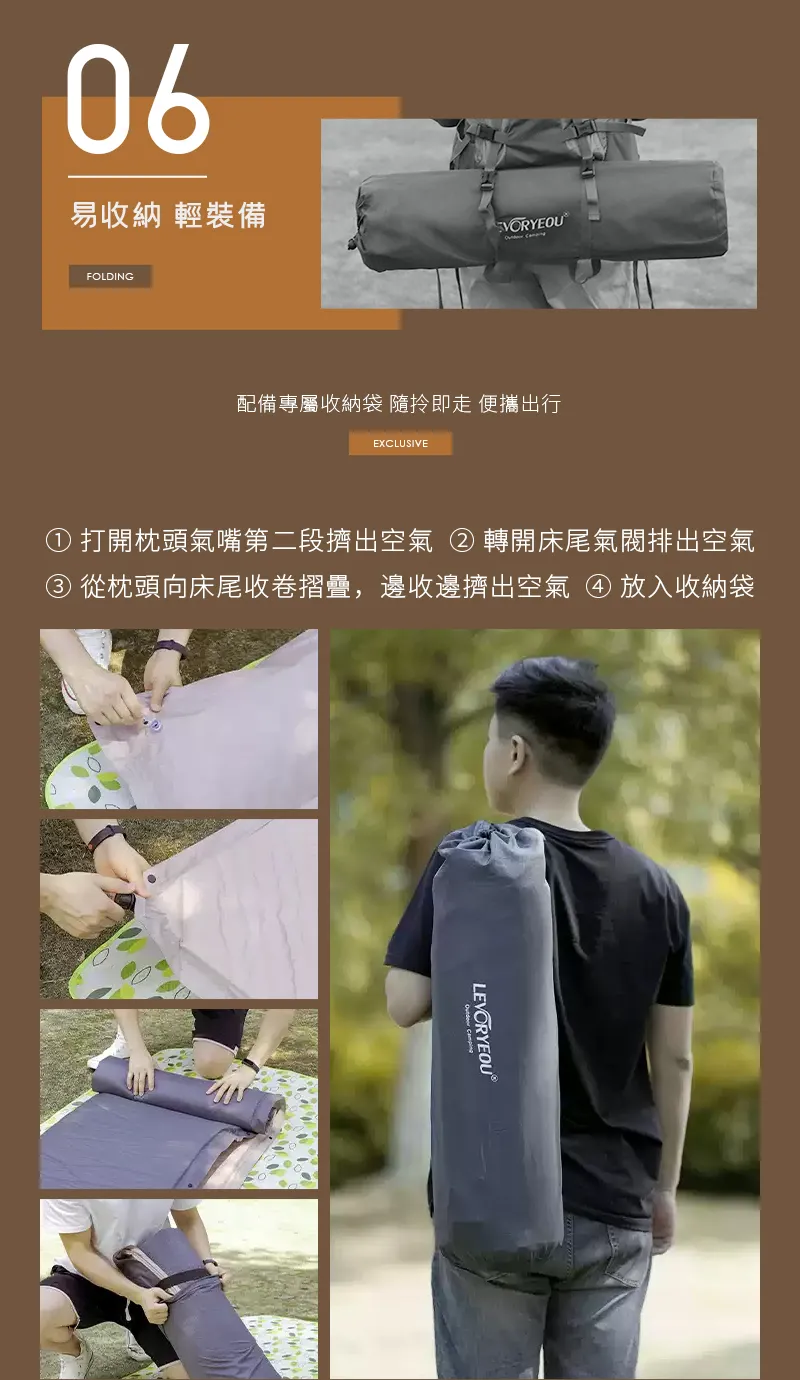 06
易收納 輕裝備
FOLDING
EVORYEOU®
Outdoor Camping
配備專屬收納袋 隨拎即走 便攜出行
EXCLUSIVE
① 打開枕頭氣嘴第二段擠出空氣 ② 轉開床尾氣閥排出空氣
③ 從枕頭向床尾收卷摺疊，邊收邊擠出空氣 ④ 放入收納袋
LEVORYEOU®
Outdoor Camping